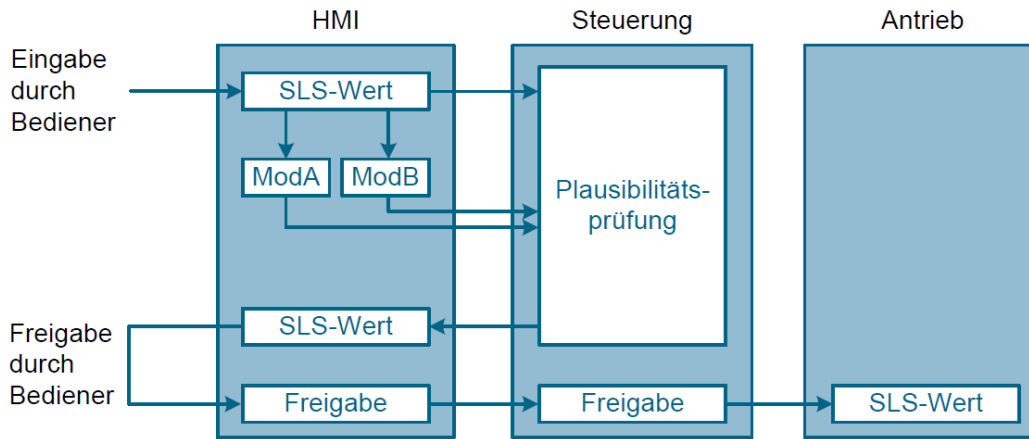 HMI
Steuerung
Antrieb
Eingabe
durch
Bediener
SLS-Wert
ModA
ModB
Plausibilitäts-
prüfung
SLS-Wert
Freigabe
durch
Bediener
Freigabe
Freigabe
SLS-Wert